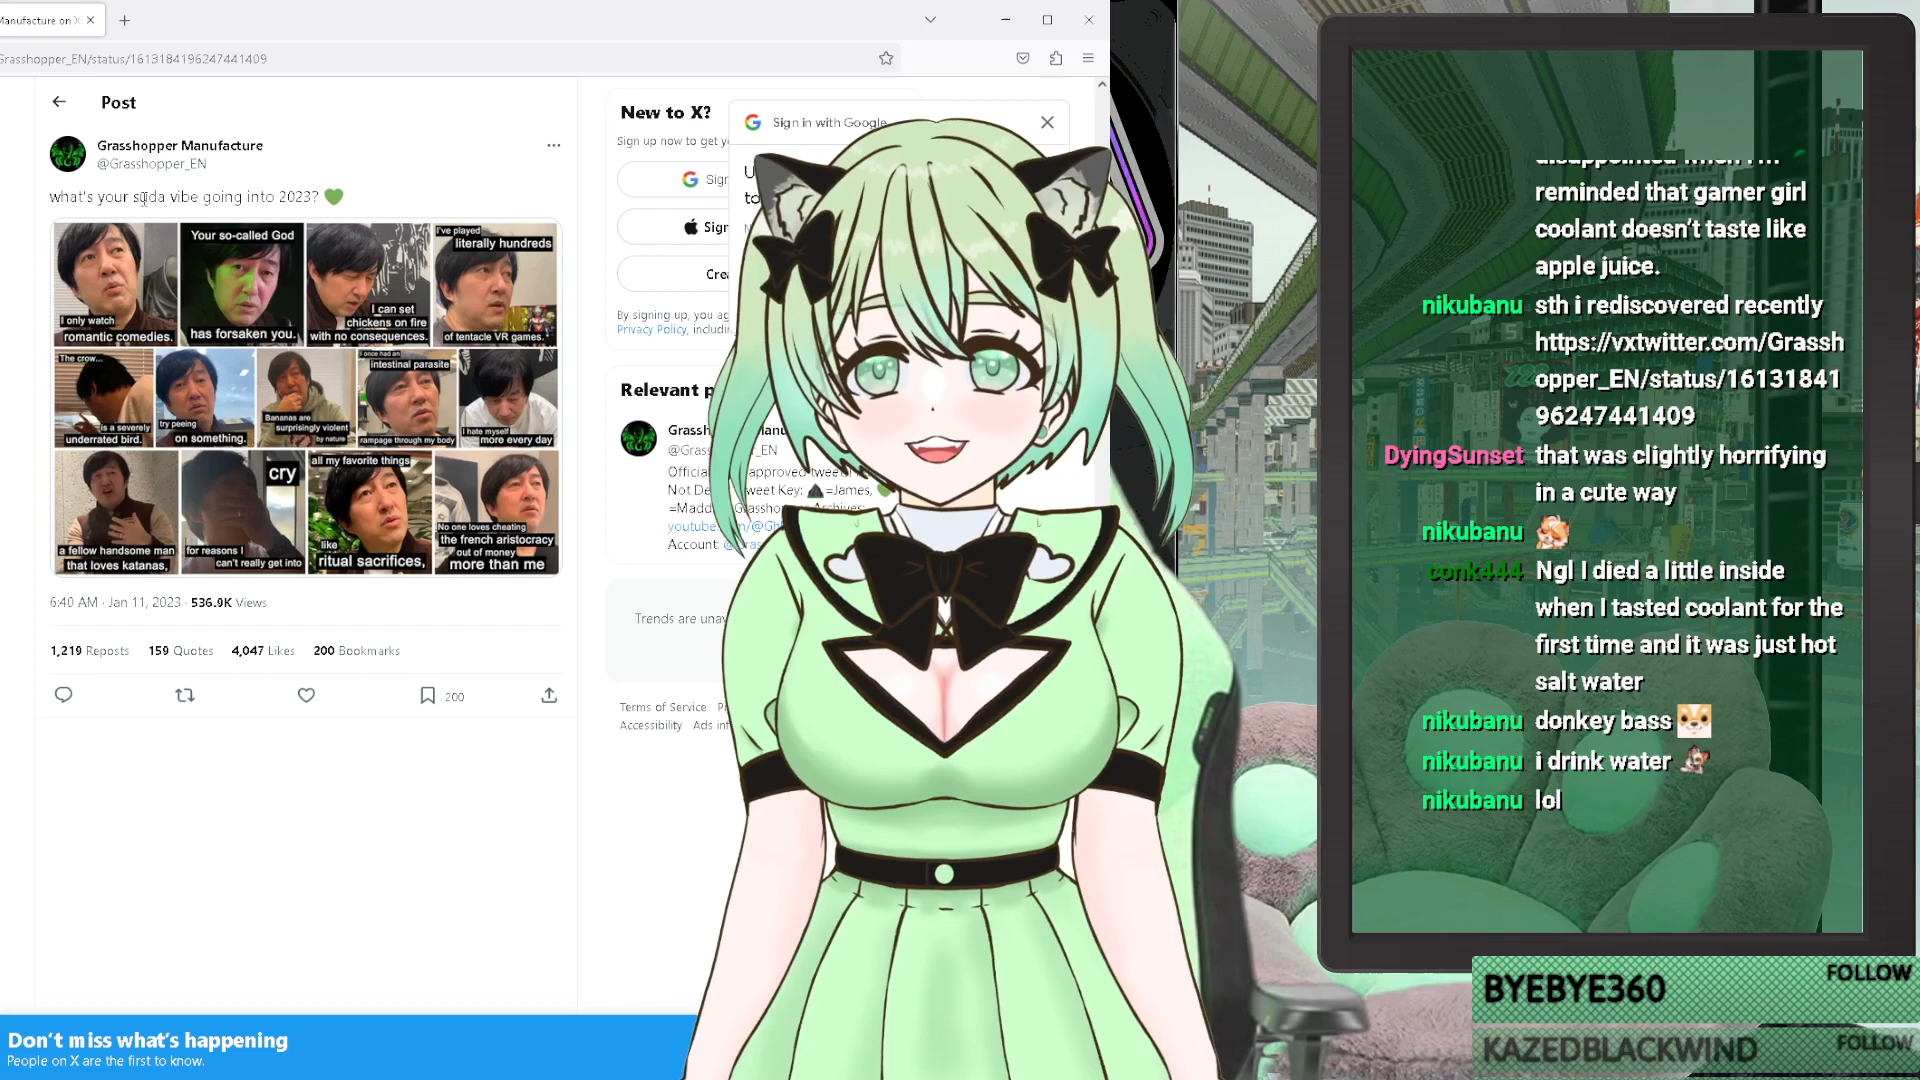 Manufacture on X
Grasshopper_EN/status/1613184196247441409
Post
Grasshopper Manufacture
@Grasshopper_EN
what's your suda vibe going into 2023? 💚
I only watch
romantic comedies.
Your so-called God
has forsaken you.
I can set
chickens on fire
with no consequences.
I've played
literally hundreds
of tentacle VR games.
The crow...
is a severely
underrated bird.
try peeing
on something.
Bananas are
surprisingly violent
by nature
I once had an
intestinal parasite
rampage through my body
I hate myself
more every day
a fellow handsome man
that loves katanas,
cry
for reasons I
can't really get into
all my favorite things
like
ritual sacrifices,
No one loves cheating
the french aristocracy
out of money
more than me
6:40 AM · Jan 11, 2023 · 536.9K Views
1,219 Reposts 159 Quotes 4,047 Likes 200 Bookmarks
200
New to X?
Sign up now to get
Sign
Sign
By signing up, you
Privacy Policy,
Sign in with Google
to
Relevant
Official approved
=James,
Account:
Trends are
Terms of Service
Accessibility Ads
Don't miss what's happening
People on X are the first to know.
reminded that gamer girl
coolant doesn't taste like
apple juice.
nikubanu sth i rediscovered recently
https://vxtwitter.com/Grassh
opper_EN/status/16131841
96247441409
DyingSunset that was clightly horrifying
in a cute way
nikubanu
conk444 Ngl I died a little inside
when I tasted coolant for the
first time and it was just hot
salt water
nikubanu donkey bass
nikubanu i drink water
nikubanu lol
BYEBYE360 FOLLOW
KAZEDBLACKWIND FOLLOW